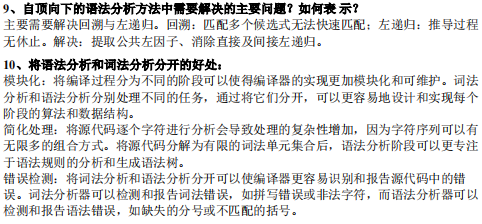 9、自顶向下的语法分析方法中需要解决的主要问题？如何表 示？
主要需要解决回溯与左递归。回溯：匹配多个候选式无法快速匹配；左递归：推导过程
无休止。解决：提取公共左因子、消除直接及间接左递归。
10、将语法分析和词法分析分开的好处：
模块化：将编译过程分为不同的阶段可以使得编译器的实现更加模块化和可维护。词法
分析和语法分析分别处理不同的任务，通过将它们分开，可以更容易地设计和实现每个
阶段的算法和数据结构。
简化处理：将源代码逐个字符进行分析会导致处理的复杂性增加，因为字符序列可以有
无限多的组合方式。将源代码分解为有限的词法单元集合后，语法分析阶段可以更专注
于语法规则的分析和生成语法树。
错误检测：将词法分析和语法分析分开可以使编译器更容易识别和报告源代码中的错
误。词法分析器可以检测和报告词法错误，如拼写错误或非法字符，而语法分析器可以
检测和报告语法错误，如缺失的分号或不匹配的括号。